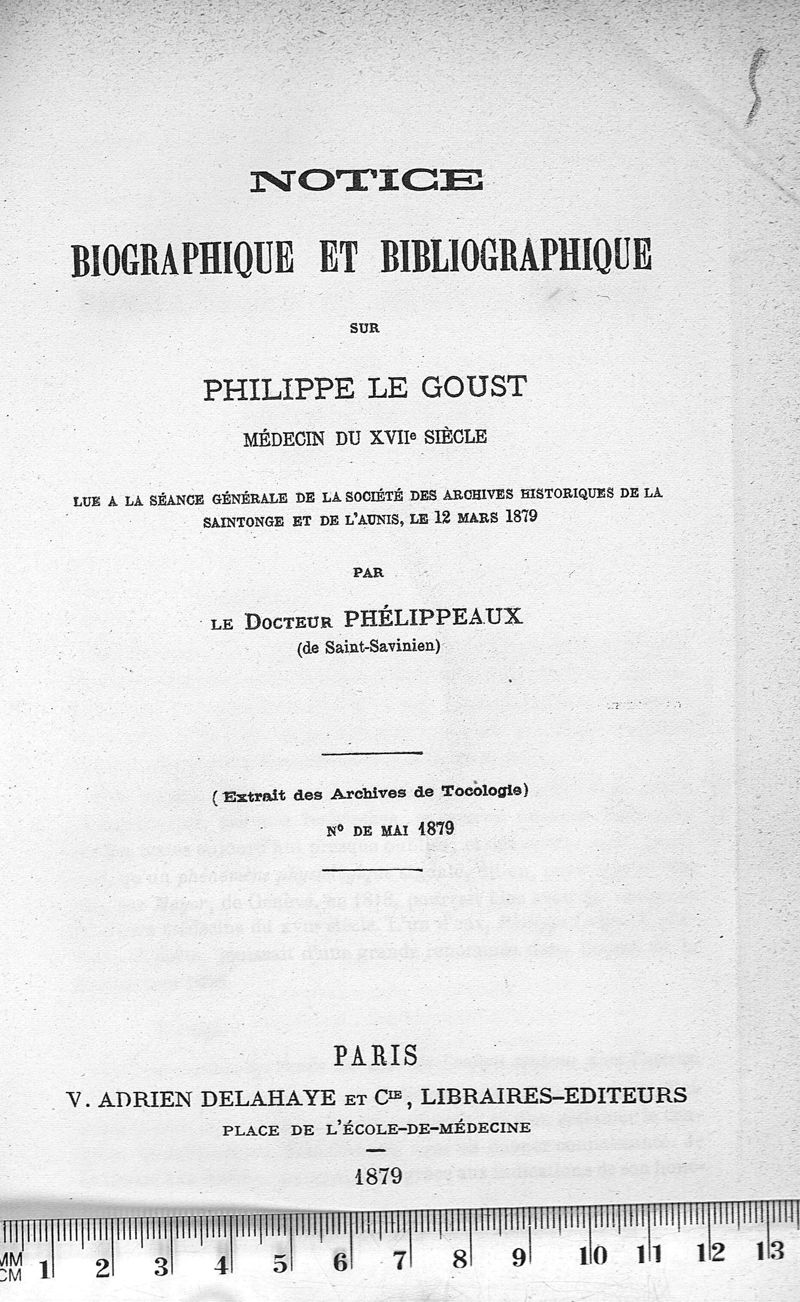 NOTICE
BIOGRAPHIQUE ET BIBLIOGRAPHIQUE
SUR
PHILIPPE LE GOUST
MÉDECIN DU XVIIe SIÈCLE
LUE A LA SÉANCE GÉNÉRALE DE LA SOCIÉTÉ DES ARCHIVES HISTORIQUES DE LA
SAINTONGE ET DE L'AUNIS, LE 12 MARS 1879
PAR
LE DOCTEUR PHÉLIPPEAUX
(de Saint-Savinien)
(Extrait des Archives de Tocologie)
No DE MAI 1879
PARIS
V. ADRIEN DELAHAYE ET CIE, LIBRAIRES-EDITEURS
PLACE DE L'ÉCOLE-DE-MÉDECINE
1879
MM
CM 1 2 3 4 5 6 7 8 9 10 11 12 13